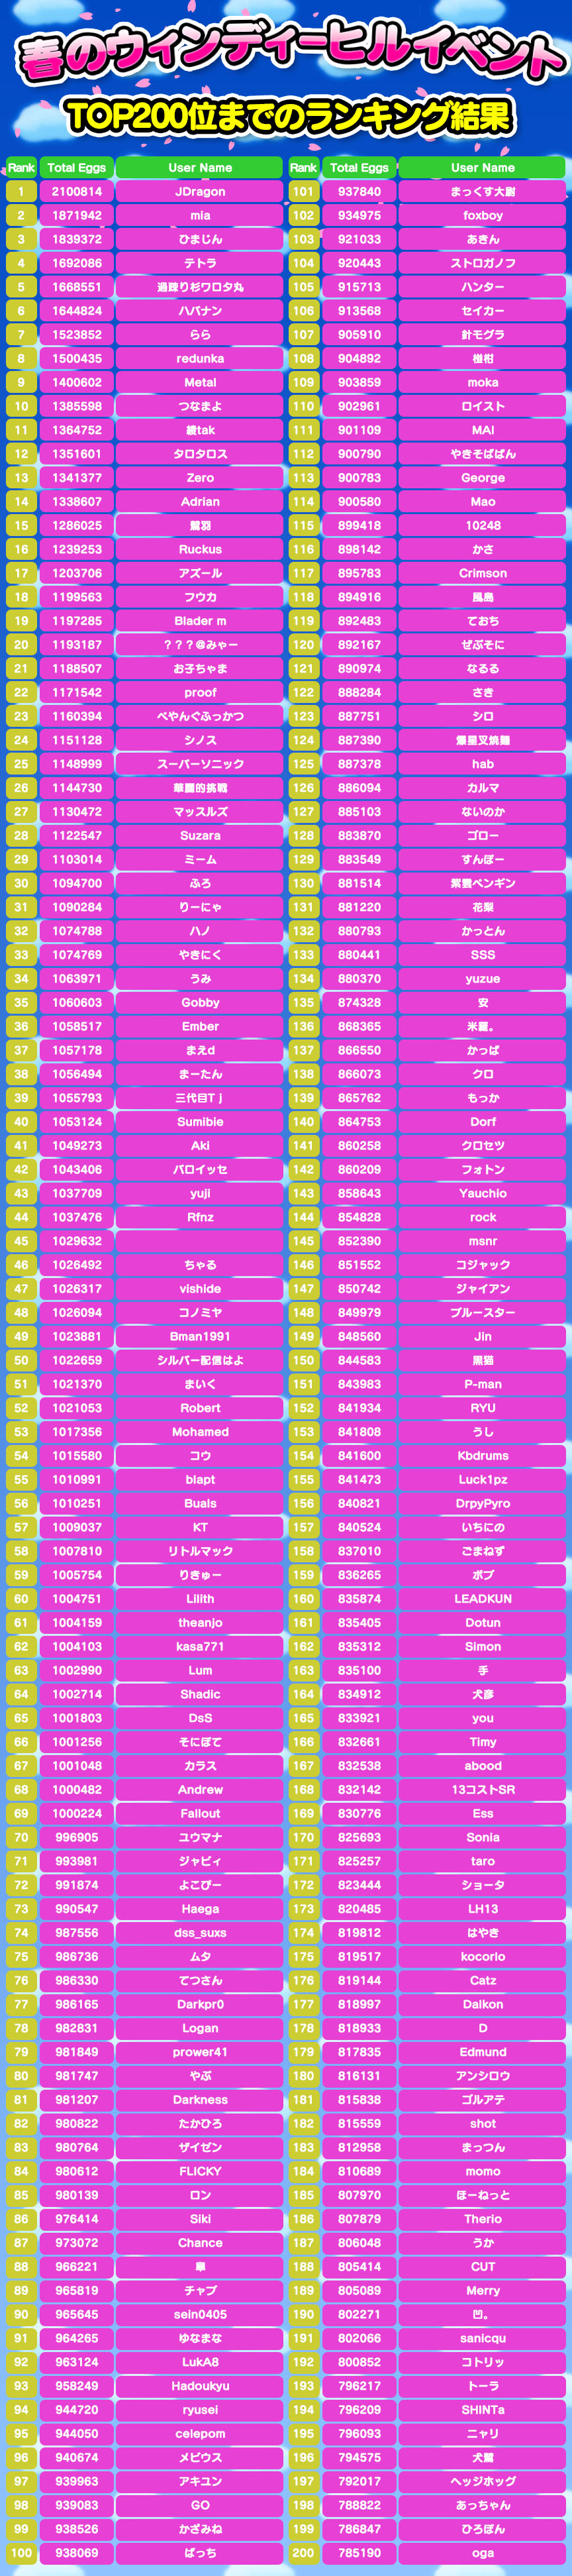 春のウィンディーヒルイベント
TOP200位までのランキング結果
Rank Total Eggs User Name Rank Total Eggs User Name
1 2100814 JDragon 101 937840 まっくす大尉
2 1871942 mia 102 934975 foxboy
3 1839372 ひまじん 103 921033 あきん
4 1692086 テトラ 104 920443 ストロガノフ
5 1668551 過疎り杉ワロタ丸 105 915713 ハンター
6 1644824 ハバナン 106 913568 セイカー
7 1523852 らら 107 905910 針モグラ
8 1500435 redunka 108 904892 椪柑
9 1400602 Metal 109 903859 moka
10 1385598 つなまよ 110 902961 ロイスト
11 1364752 綾tak 111 901109 MAI
12 1351601 タロタロス 112 900790 やきそばぱん
13 1341377 Zero 113 900783 George
14 1338607 Adrian 114 900580 Mao
15 1286025 鷲羽 115 899418 10248
16 1239253 Ruckus 116 898142 かさ
17 1203706 アズール 117 895783 Crimson
18 1199563 フウカ 118 894916 風島
19 1197285 Blader m 119 892483 ておち
20 1193187 ？？？＠みゃー 120 892167 ぜぶそに
21 1188507 お子ちゃま 121 890974 なるる
22 1171542 proof 122 888284 さき
23 1160394 ぺやんぐふっかつ 123 887751 シロ
24 1151128 シノス 124 887390 爆星叉焼麺
25 1148999 スーパーソニック 125 887378 hab
26 1144730 華麗的挑戦 126 886094 カルマ
27 1130472 マッスルズ 127 885103 ないのか
28 1122547 Suzara 128 883870 ゴロー
29 1103014 ミーム 129 883549 すんぼー
30 1094700 ふろ 130 881514 紫雲ペンギン
31 1090284 りーにゃ 131 881220 花梨
32 1074788 ハノ 132 880793 かっとん
33 1074769 やきにく 133 880441 SSS
34 1063971 うみ 134 880370 yuzue
35 1060603 Gobby 135 874328 安
36 1058517 Ember 136 868365 米麗。
37 1057178 まえd 137 866550 かっぱ
38 1056494 まーたん 138 866073 クロ
39 1055793 三代目Tｊ 139 865762 もっか
40 1053124 Sumibie 140 864753 Dorf
41 1049273 Aki 141 860258 クロセツ
42 1043406 パロイッセ 142 860209 フォトン
43 1037709 yuji 143 858643 Yauchio
44 1037476 Rfnz 144 854828 rock
45 1029632 145 852390 msnr
46 1026492 ちゃる 146 851552 コジャック
47 1026317 vishide 147 850742 ジャイアン
48 1026094 コノミヤ 148 849979 ブルースター
49 1023881 Bman1991 149 848560 Jin
50 1022659 シルバー配信はよ 150 844583 黒猫
51 1021370 まいく 151 843983 P-man
52 1021053 Robert 152 841934 RYU
53 1017356 Mohamed 153 841808 うし
54 1015580 コウ 154 841600 Kbdrums
55 1010991 blapt 155 841473 Luck1pz
56 1010251 Buals 156 840821 DrpyPyro
57 1009037 KT 157 840524 いちにの
58 1007810 リトルマック 158 837010 ごまねず
59 1005754 りきゅー 159 836265 ボブ
60 1004751 Lilith 160 835874 LEADKUN
61 1004159 theanjo 161 835405 Dotun
62 1004103 kasa771 162 835312 Simon
63 1002990 Lum 163 835100 手
64 1002714 Shadic 164 834912 犬彦
65 1001803 DsS 165 833921 you
66 1001256 そにぽて 166 832661 Timy
67 1001048 カラス 167 832538 abood
68 1000482 Andrew 168 832142 13コストSR
69 1000224 Fallout 169 830776 Ess
70 996905 ユウマナ 170 825693 Sonia
71 993981 ジャビィ 171 825257 taro
72 991874 よこぴー 172 823444 ショータ
73 990547 Haega 173 820485 LH13
74 987556 dss_suxs 174 819812 はやき
75 986736 ムタ 175 819517 kocorlo
76 986330 てつさん 176 819144 Catz
77 986165 Darkpr0 177 818997 Daikon
78 982831 Logan 178 818933 D
79 981849 prower41 179 817835 Edmund
80 981747 やぶ 180 816131 アンシロウ
81 981207 Darkness 181 815838 ゴルアテ
82 980822 たかひろ 182 815559 shot
83 980764 ザイゼン 183 812958 まっつん
84 980612 FLICKY 184 810689 momo
85 980139 ロン 185 807970 ほーねっと
86 976414 Siki 186 807879 Therio
87 973072 Chance 187 806048 うか
88 966221 188 805414 CUT
89 965819 チャブ 189 805089 Merry
90 965645 sein0405 190 802271 凹。
91 964265 ゆなまな 191 802066 sanicqu
92 963124 LukA8 192 800852 コトリッ
93 958249 Hadoukyu 193 796217 トーラ
94 944720 ryusei 194 796209 SHINTa
95 944050 celepom 195 796093 ニャリ
96 940674 メビウス 196 794575 犬鷲
97 939963 アキユン 197 792017 ヘッジホッグ
98 939083 GO 198 788822 あっちゃん
99 938526 かざみね 199 786847 ひろぽん
100 938069 ばっち 200 785190 oga